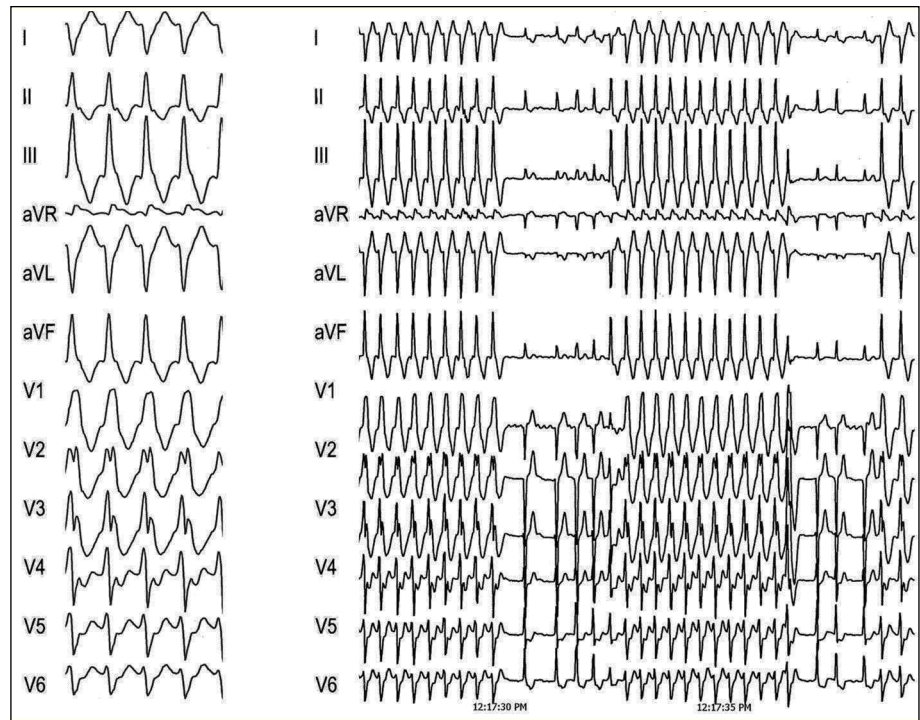 I
II
III
aVR
aVL
aVF
V1
V2
V3
V4
V5
V6
I
II
III
aVR
aVL
aVF
V1
V2
V3
V4
V5
V6
12:17:30 PM
12:17:35 PM